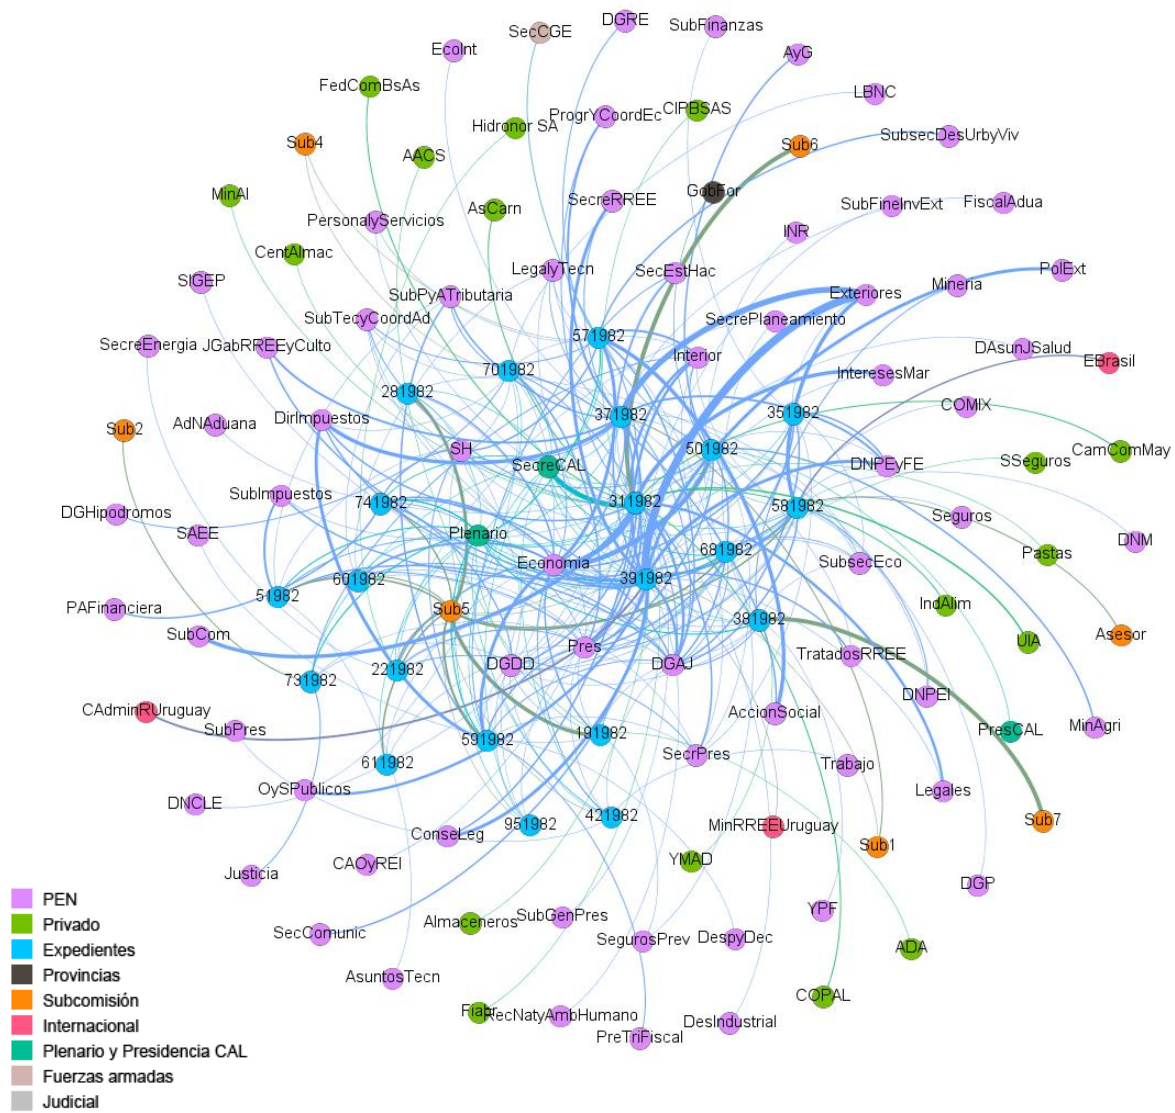 DGRE
SecCGE
SubFinanzas
EcoInt
AyG
FedComBsAs
LBNC
CIPBSAS
ProgrYCoordEc
Hidronor SA
SubsecDesUrbyViv
Sub4
Sub6
AACS
MinAl
GobFor
SecreRREE
AsCarn
SubFineInvExt
FiscalAdua
PersonalyServicios
INR
CentAlmac
LegalyTecn
SecEstHac
PolExt
SIGEP
Mineria
Exteriores
SubPyATributaria
SubTecyCoordAd
SecrePlaneamiento
571982
SecreEnergia
JGabRREEyCulto
DAsunJSalud
Interior
EBrasil
701982
InteresesMar
281982
COMIX
371982
351982
DirImpuestos
AdNAduana
Sub2
SH
501982
CamComMay
SecreCAL
DNPEyFE
SSeguros
SubImpuestos
741982
311982
581982
DGHipodromos
Seguros
SAEE
Plenario
DNM
681982
Pastas
Economia
SubsecEco
601982
391982
51982
IndAlim
PAFinanciera
Sub5
381982
SubCom
UIA
Asesor
Pres
TratadosRREE
DGDD
DGAJ
221982
731982
DNPEI
CAdminRUruguay
AccionSocial
MinAgri
SubPres
PresCAL
591982
191982
SecrPres
611982
Trabajo
OySPublicos
Legales
DNCLE
421982
951982
MinRREEUruguay
Sub7
ConseLeg
Sub1
YMAD
CAOyREI
Justicia
DGP
PEN
Privado
YPF
Almaceneros
SubGenPres
Expedientes
SecComunic
SegurosPrev
DespyDec
ADA
Provincias
AsuntosTecn
COPAL
Subcomisión
Fiabr
RecNatyAmbHumano
DesIndustrial
Internacional
PreTriFiscal
Plenario y Presidencia CAL
Fuerzas armadas
Judicial